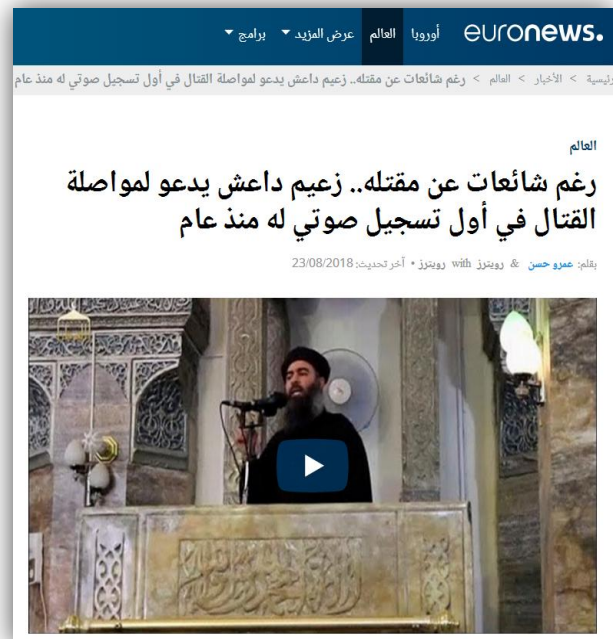 euronews. أوروبا العالم عرض المزيد برامج
رئيسية > الأخبار > العالم > رغم شائعات عن مقتله.. زعيم داعش يدعو لمواصلة القتال في أول تسجيل صوتي له منذ عام
العالم
رغم شائعات عن مقتله.. زعيم داعش يدعو لمواصلة
القتال في أول تسجيل صوتي له منذ عام
بقلم: عمرو حسن & رويترز with رويترز • آخر تحديث: 23/08/2018